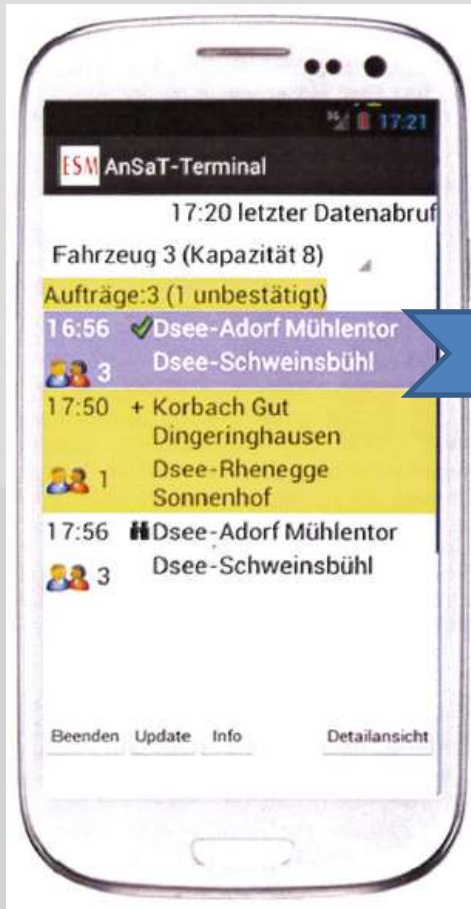 17:21
ESM AnSaT-Terminal
17:20 letzter Datenabruf
Fahrzeug 3 (Kapazität 8)
Aufträge:3 (1 unbestätigt)
16:56 Dsee-Adorf Mühlentor
3 Dsee-Schweinsbühl
17:50 + Korbach Gut
Dingeringhausen
1 Dsee-Rhenegge
Sonnenhof
17:56 Dsee-Adorf Mühlentor
3 Dsee-Schweinsbühl
Beenden Update Info Detailansicht